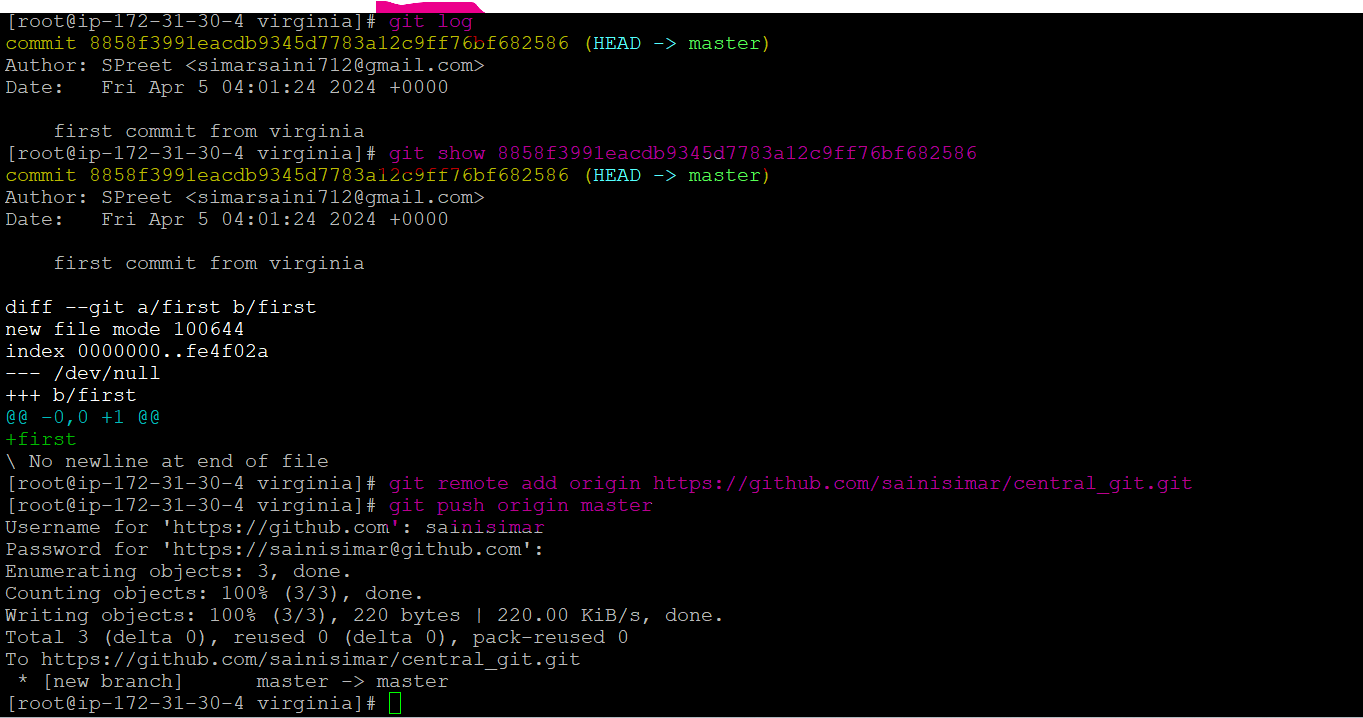 [root@ip-172-31-30-4 virginia]# git log
commit 8858f3991eacdb9345d7783a12c9ff76bf682586 (HEAD -> master)
Author: SPreet <simarsaini712@gmail.com>
Date:   Fri Apr 5 04:01:24 2024 +0000
    first commit from virginia
[root@ip-172-31-30-4 virginia]# git show 8858f3991eacdb9345d7783a12c9ff76bf682586
commit 8858f3991eacdb9345d7783a12c9ff76bf682586 (HEAD -> master)
Author: SPreet <simarsaini712@gmail.com>
Date:   Fri Apr 5 04:01:24 2024 +0000
    first commit from virginia
diff --git a/first b/first
new file mode 100644
index 0000000..fe4f02a
--- /dev/null
+++ b/first
@@ -0,0 +1 @@
+first
\ No newline at end of file
[root@ip-172-31-30-4 virginia]# git remote add origin https://github.com/sainisimar/central_git.git
[root@ip-172-31-30-4 virginia]# git push origin master
Username for 'https://github.com': sainisimar
Password for 'https://sainisimar@github.com':
Enumerating objects: 3, done.
Counting objects: 100% (3/3), done.
Writing objects: 100% (3/3), 220 bytes | 220.00 KiB/s, done.
Total 3 (delta 0), reused 0 (delta 0), pack-reused 0
To https://github.com/sainisimar/central_git.git
 * [new branch]      master -> master
[root@ip-172-31-30-4 virginia]#